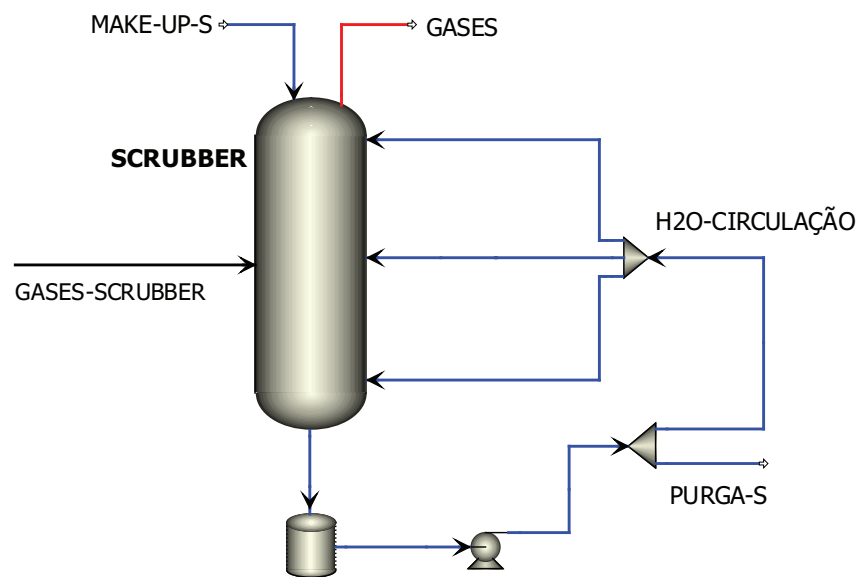 MAKE-UP-S
GASES
SCRUBBER
H2O-CIRCULAÇÃO
GASES-SCRUBBER
PURGA-S